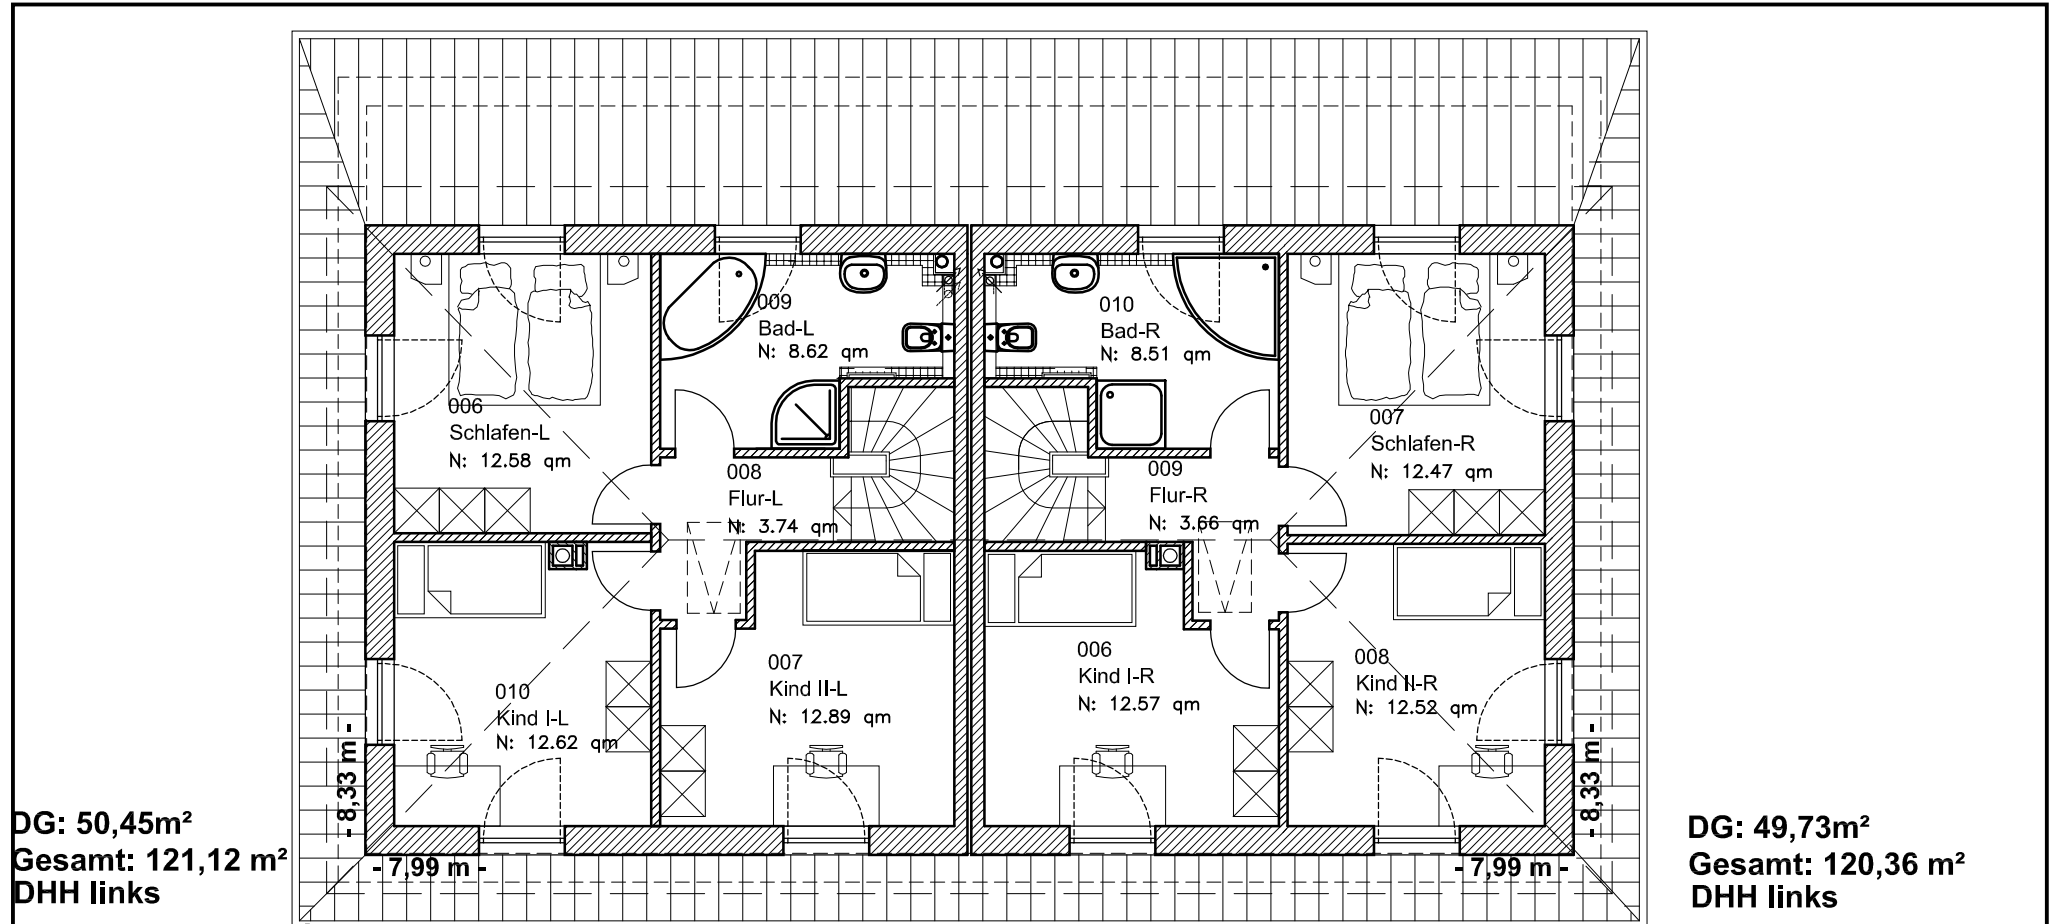 009
Bad-L
N: 8.62 qm
010
Bad-R
N: 8.51 qm
006
Schlafen-L
N: 12.58 qm
007
Schlafen-R
N: 12.47 qm
008
Flur-L
N: 3.74 qm
009
Flur-R
N: 3.66 qm
010
Kind I-L
N: 12.62 qm
007
Kind II-L
N: 12.89 qm
006
Kind I-R
N: 12.57 qm
008
Kind II-R
N: 12.52 qm
- 8,33 m -
- 8,33 m -
- 7,99 m -
- 7,99 m -
DG: 50,45m²
Gesamt: 121,12 m²
DHH links
DG: 49,73m²
Gesamt: 120,36 m²
DHH links